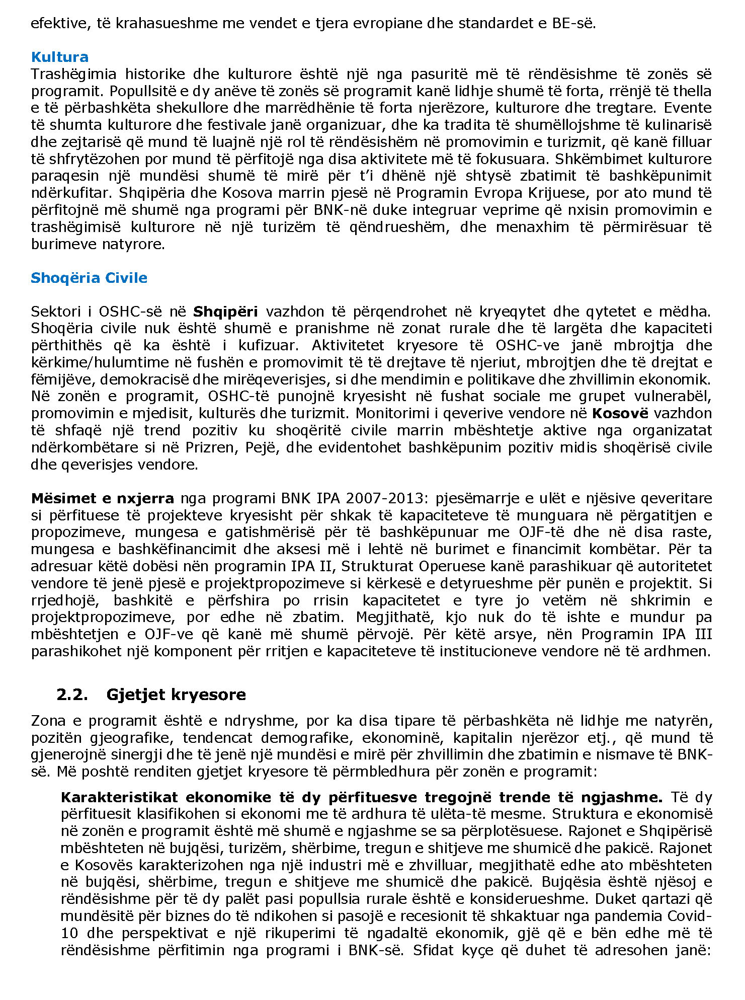 efektive, të krahasueshme me vendet e tjera evropiane dhe standardet e BE-së.
Kultura
Trashëgimia historike dhe kulturore është një nga pasuritë më të rëndësishme të zonës së
programit. Popullsitë e dy anëve të zonës së programit kanë lidhje shumë të forta, rrënjë të thella
e të përbashkëta shekullore dhe marrëdhënie të forta njerëzore, kulturore dhe tregtare. Evente
të shumta kulturore dhe festivale janë organizuar, dhe ka tradita të shumëllojshme të kulinarisë
dhe zejtarisë që mund të luajnë një rol të rëndësishëm në promovimin e turizmit, që kanë filluar
të shfrytëzohen por mund të përfitojë nga disa aktivitete më të fokusuara. Shkëmbimet kulturore
paraqesin një mundësi shumë të mirë për t’i dhënë një shtysë zbatimit të bashkëpunimit
ndërkufitar. Shqipëria dhe Kosova marrin pjesë në Programin Evropa Krijuese, por ato mund të
përfitojnë më shumë nga programi për BNK-në duke integruar veprime që nxisin promovimin e
trashëgimisë kulturore në një turizëm të qëndrueshëm, dhe menaxhim të përmirësuar të
burimeve natyrore.
Shoqëria Civile
Sektori i OSHC-së në Shqipëri vazhdon të përqendrohet në kryeqytet dhe qytetet e mëdha.
Shoqëria civile nuk është shumë e pranishme në zonat rurale dhe të largëta dhe kapaciteti
përthithës që ka është i kufizuar. Aktivitetet kryesore të OSHC-ve janë mbrojtja dhe
kërkime/hulumtime në fushën e promovimit të të drejtave të njeriut, mbrojtjen dhe të drejtat e
fëmijëve, demokracisë dhe mirëqeverisjes, si dhe mendimin e politikave dhe zhvillimin ekonomik.
Në zonën e programit, OSHC-të punojnë kryesisht në fushat sociale me grupet vulnerabël,
promovimin e mjedisit, kulturës dhe turizmit. Monitorimi i qeverive vendore në Kosovë vazhdon
të shfaqë një trend pozitiv ku shoqëritë civile marrin mbështetje aktive nga organizatat
ndërkombëtare si në Prizren, Pejë, dhe evidentohet bashkëpunim pozitiv midis shoqërisë civile
dhe qeverisjes vendore.
Mësimet e nxjerra nga programi BNK IPA 2007-2013: pjesëmarrje e ulët e njësive qeveritare
si përfituese të projekteve kryesisht për shkak të kapaciteteve të munguara në përgatitjen e
propozimeve, mungesa e gatishmërisë për të bashkëpunuar me OJF-të dhe në disa raste,
mungesa e bashkëfinancimit dhe aksesi më i lehtë në burimet e financimit kombëtar. Për ta
adresuar këtë dobësi nën programin IPA II, Strukturat Operuese kanë parashikuar që autoritetet
vendore të jenë pjesë e projektpropozimeve si kërkesë e detyrueshme për punën e projektit. Si
rrjedhojë, bashkitë e përfshira po rrisin kapacitetet e tyre jo vetëm në shkrimin e
projektpropozimeve, por edhe në zbatim. Megjithatë, kjo nuk do të ishte e mundur pa
mbështetjen e OJF-ve që kanë më shumë përvojë. Për këtë arsye, nën Programin IPA III
parashikohet një komponent për rritjen e kapaciteteve të institucioneve vendore në të ardhmen.
2.2. Gjetjet kryesore
Zona e programit është e ndryshme, por ka disa tipare të përbashkëta në lidhje me natyrën,
pozitën gjeografike, tendencat demografike, ekonominë, kapitalin njerëzor etj., që mund të
gjenerojnë sinergji dhe të jenë një mundësi e mirë për zhvillimin dhe zbatimin e nismave të BNK-
së. Më poshtë renditen gjetjet kryesore të përmbledhura për zonën e programit:
Karakteristikat ekonomike të dy përfituesve tregojnë trende të ngjashme. Të dy
përfituesit klasifikohen si ekonomi me të ardhura të ulëta-të mesme. Struktura e ekonomisë
në zonën e programit është më shumë e ngjashme se sa përplotësuese. Rajonet e Shqipërisë
mbështeten në bujqësi, turizëm, shërbime, tregun e shitjeve me shumicë dhe pakicë. Rajonet
e Kosovës karakterizohen nga një industri më e zhvilluar, megjithatë edhe ato mbështeten
në bujqësi, shërbime, tregun e shitjeve me shumicë dhe pakicë. Bujqësia është njësoj e
rëndësishme për të dy palët pasi popullsia rurale është e konsiderueshme. Duket qartazi që
mundësitë për biznes do të ndikohen si pasojë e recesionit të shkaktuar nga pandemia Covid-
10 dhe perspektivat e një rikuperimi të ngadaltë ekonomik, gjë që e bën edhe më të
rëndësishme përfitimin nga programi i BNK-së. Sfidat kyçe që duhet të adresohen janë: